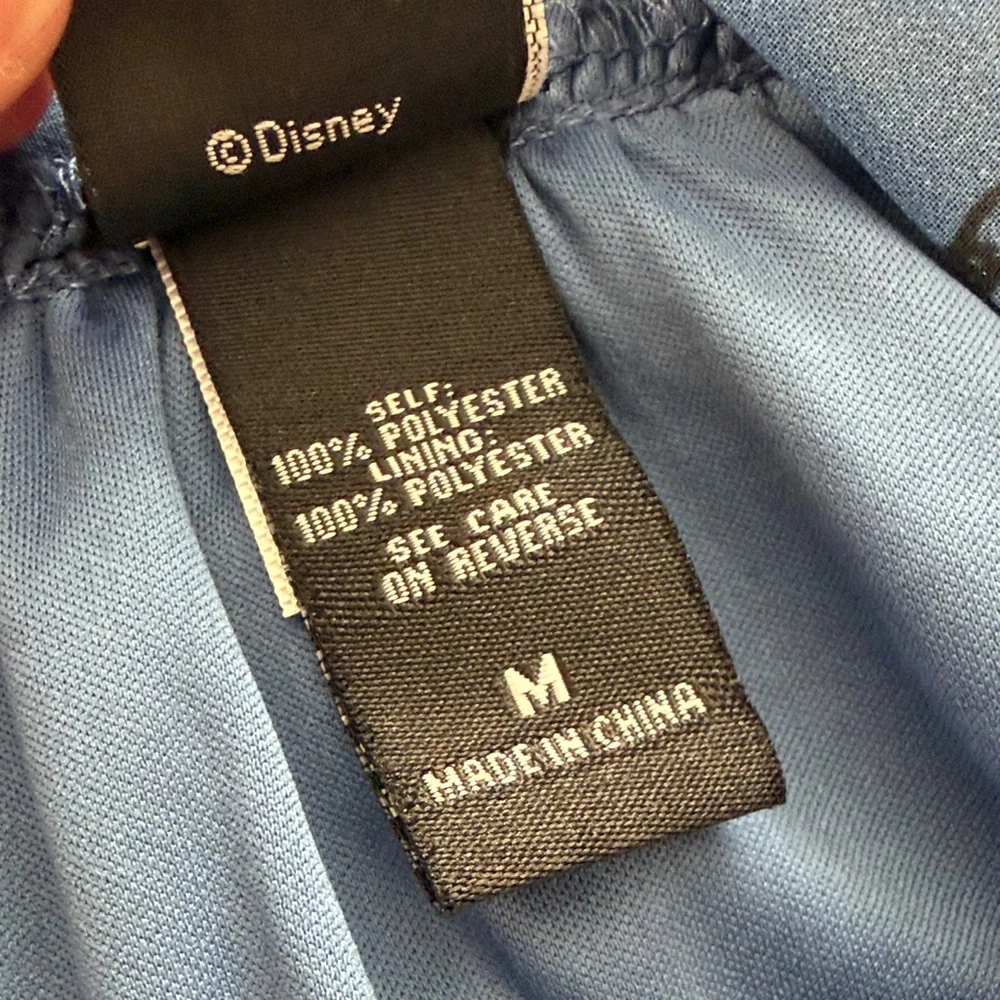 ©Disney
SELF:
100% POLYESTER
LINING:
100% POLYESTER
SEE CARE
ON REVERSE
M
MADE IN CHINA